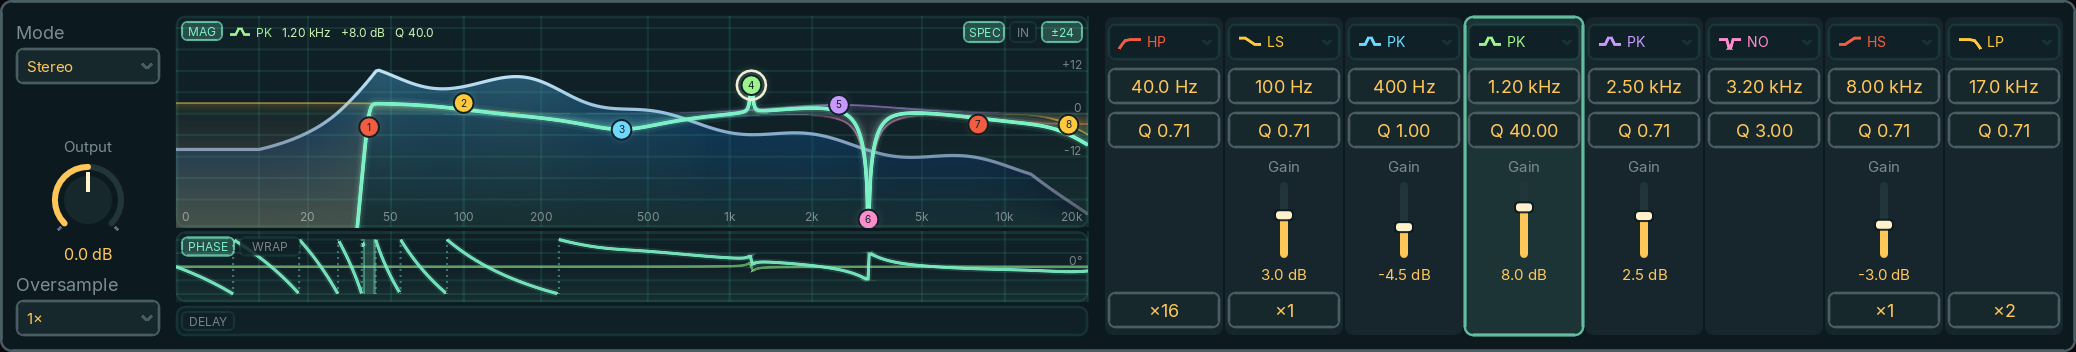 Mode
Stereo
Output
0.0 dB
Oversample
1×
MAG PK 1.20 kHz +8.0 dB Q 40.0 SPEC IN ±24
+12
0
-12
1 2 3 4 5 6 7 8
0 20 50 100 200 500 1k 2k 5k 10k 20k
PHASE WRAP
0°
DELAY
HP LS PK PK PK NO HS LP
40.0 Hz 100 Hz 400 Hz 1.20 kHz 2.50 kHz 3.20 kHz 8.00 kHz 17.0 kHz
Q 0.71 Q 0.71 Q 1.00 Q 40.00 Q 0.71 Q 3.00 Q 0.71 Q 0.71
Gain Gain Gain Gain Gain
3.0 dB -4.5 dB 8.0 dB 2.5 dB -3.0 dB
×16 ×1 ×1 ×2